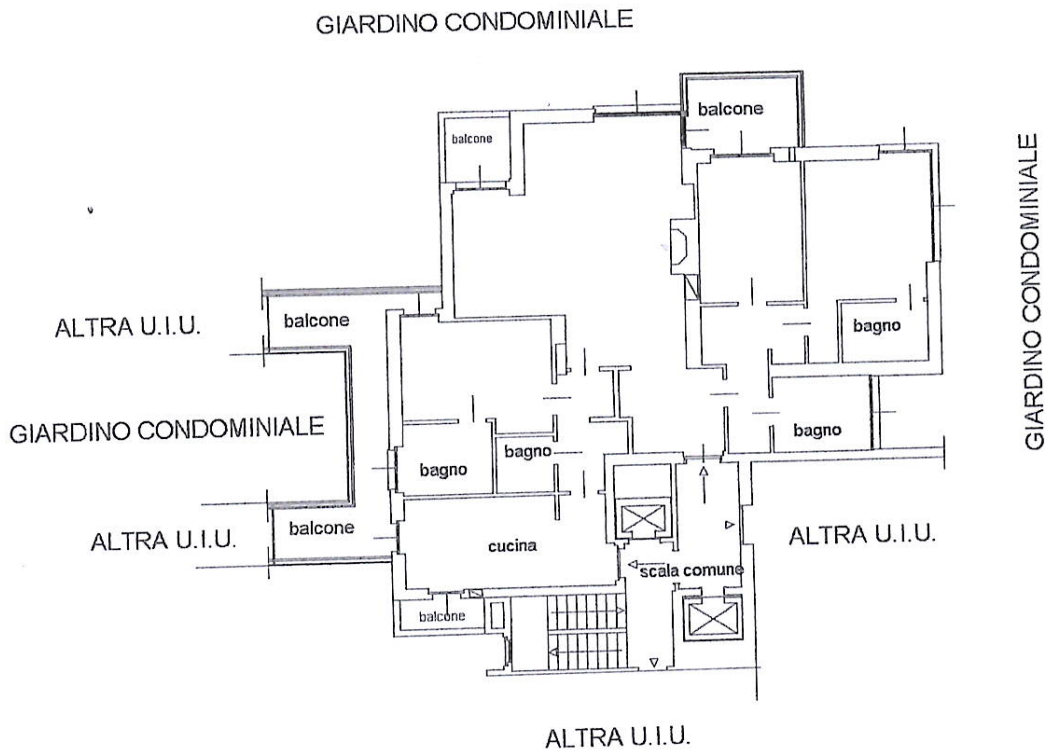 GIARDINO CONDOMINIALE
balcone
balcone
GIARDINO CONDOMINIALE
balcone
ALTRA U.I.U.
bagno
GIARDINO CONDOMINIALE
bagno
bagno
bagno
balcone
ALTRA U.I.U.
cucina
ALTRA U.I.U.
scala comune
balcone
ALTRA U.I.U.